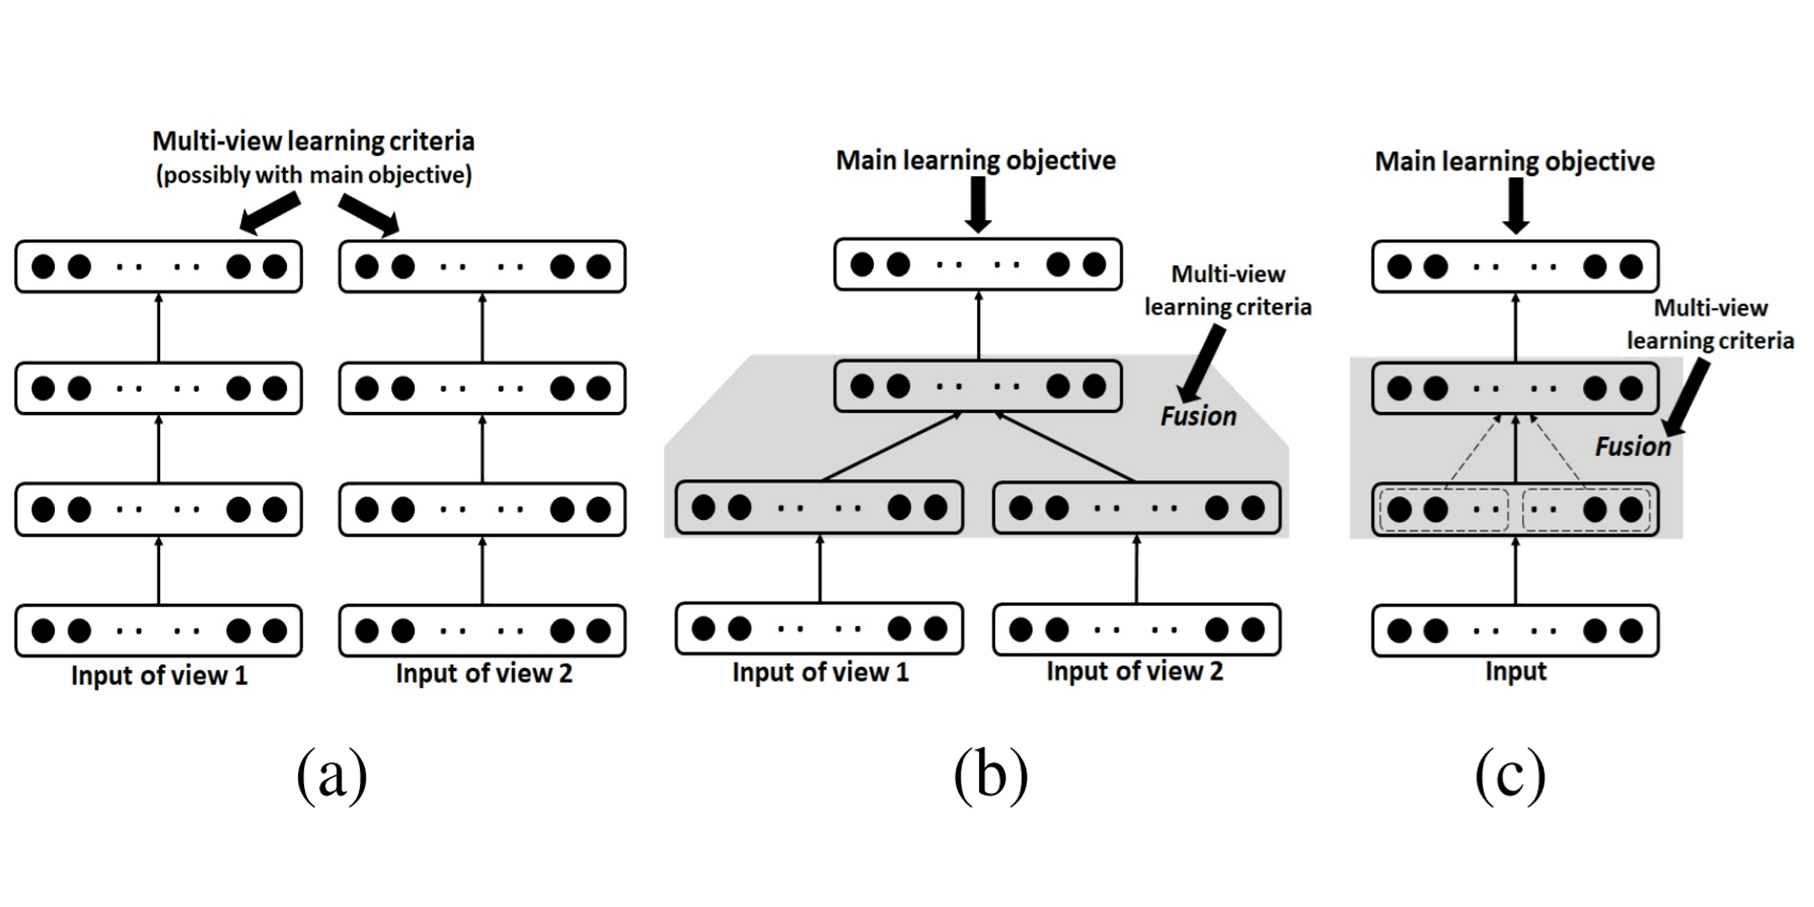 Multi-view learning criteria
(possibly with main objective)
Input of view 1
Input of view 2
(a)
Main learning objective
Multi-view
learning criteria
Fusion
Input of view 1
Input of view 2
(b)
Main learning objective
Multi-view
learning criteria
Fusion
Input
(c)